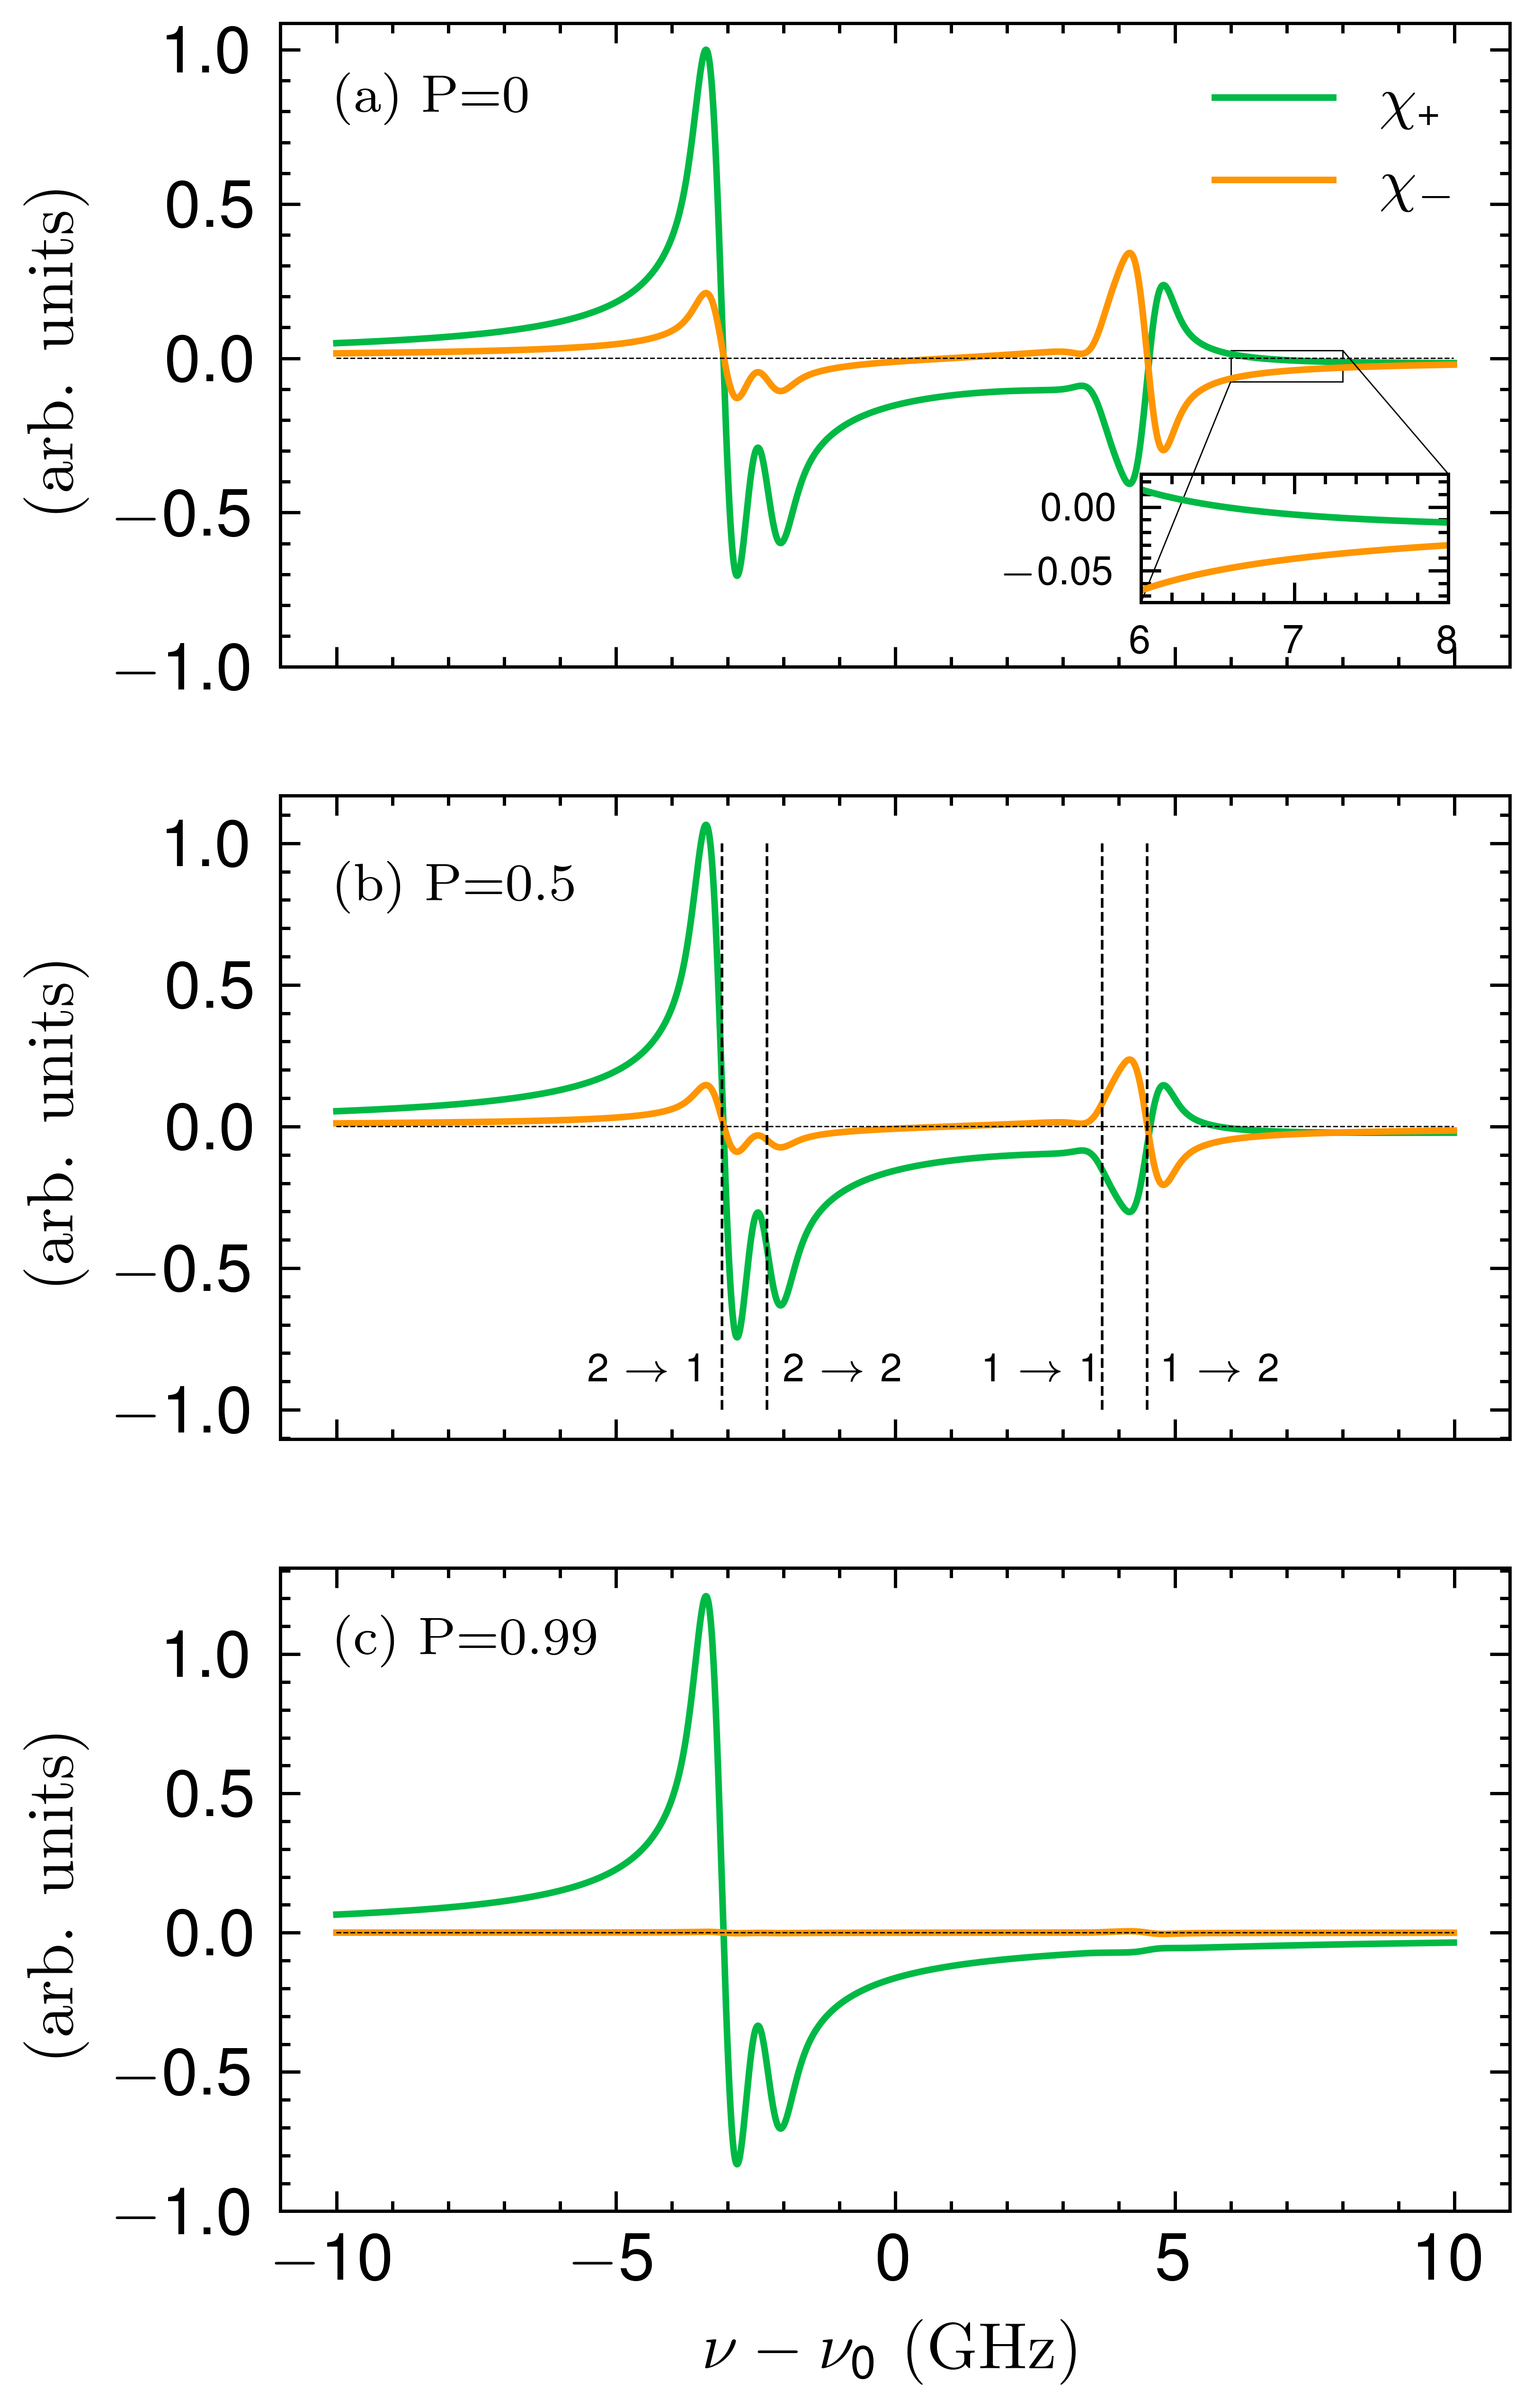 (arb. units)
1.0
0.5
0.0
−0.5
−1.0
(a) P=0
χ₊
χ₋
0.00
−0.05
6 7 8
(arb. units)
1.0
0.5
0.0
−0.5
−1.0
(b) P=0.5
2 → 1 2 → 2 1 → 1 1 → 2
(arb. units)
1.0
0.5
0.0
−0.5
−1.0
(c) P=0.99
−10 −5 0 5 10
ν − ν₀ (GHz)